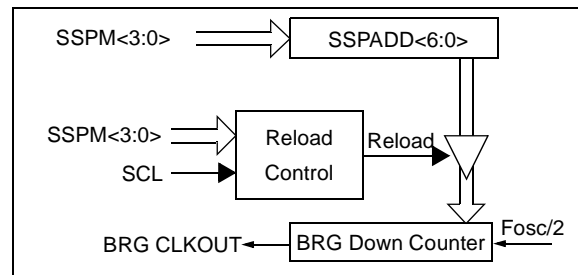 SSPM<3:0>
SSPADD<6:0>
SSPM<3:0>
SCL
Reload
Control
Reload
BRG CLKOUT
BRG Down Counter
Fosc/2